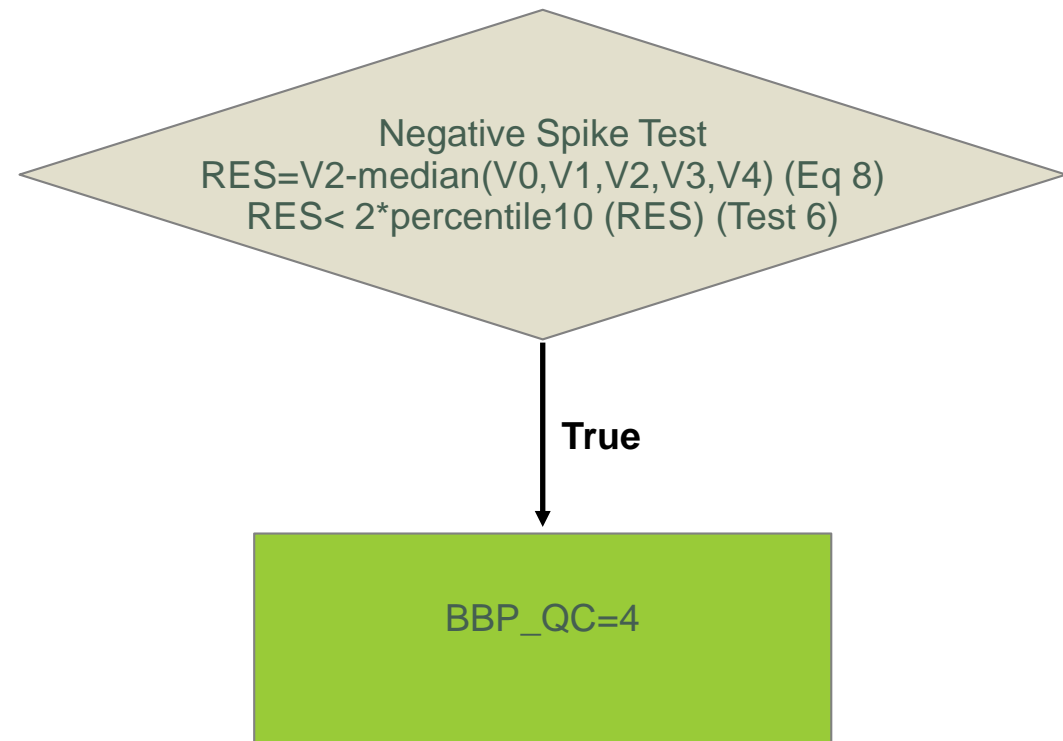 Negative Spike Test
RES=V2-median(V0,V1,V2,V3,V4) (Eq 8)
RES< 2*percentile10 (RES) (Test 6)
True
BBP_QC=4